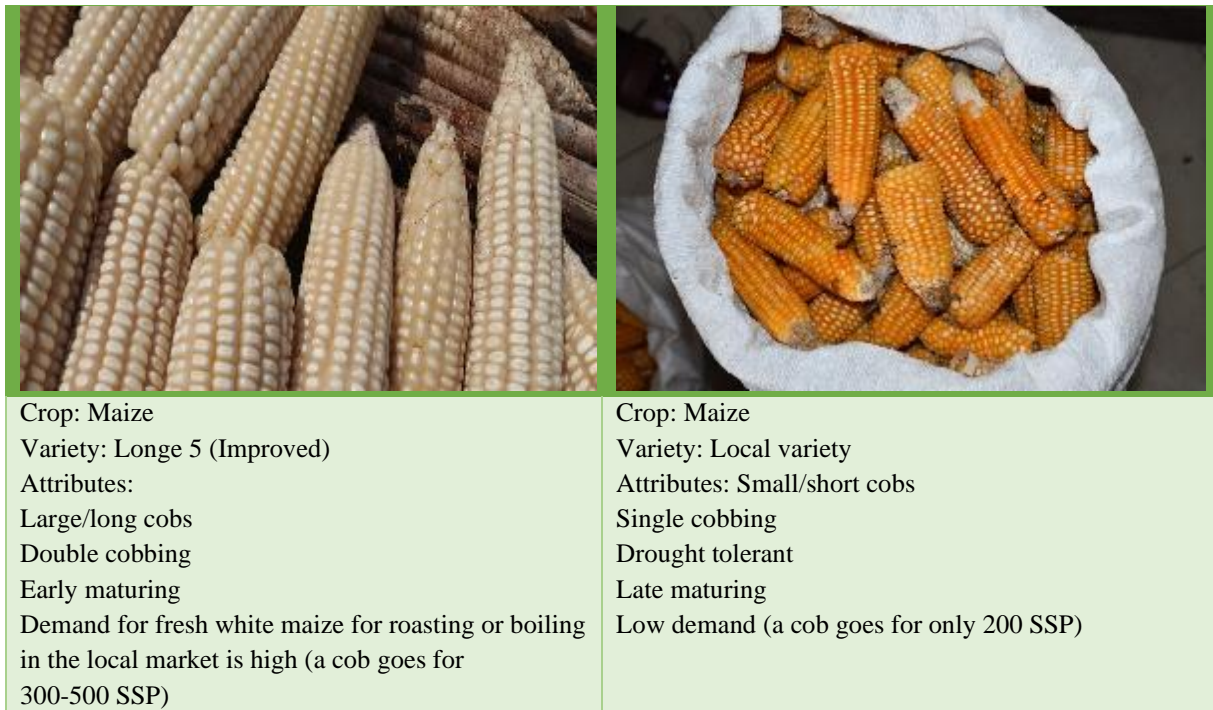 Crop: Maize
Variety: Longe 5 (Improved)
Attributes:
Large/long cobs
Double cobbing
Early maturing
Demand for fresh white maize for roasting or boiling
in the local market is high (a cob goes for
300-500 SSP)
Crop: Maize
Variety: Local variety
Attributes: Small/short cobs
Single cobbing
Drought tolerant
Late maturing
Low demand (a cob goes for only 200 SSP)